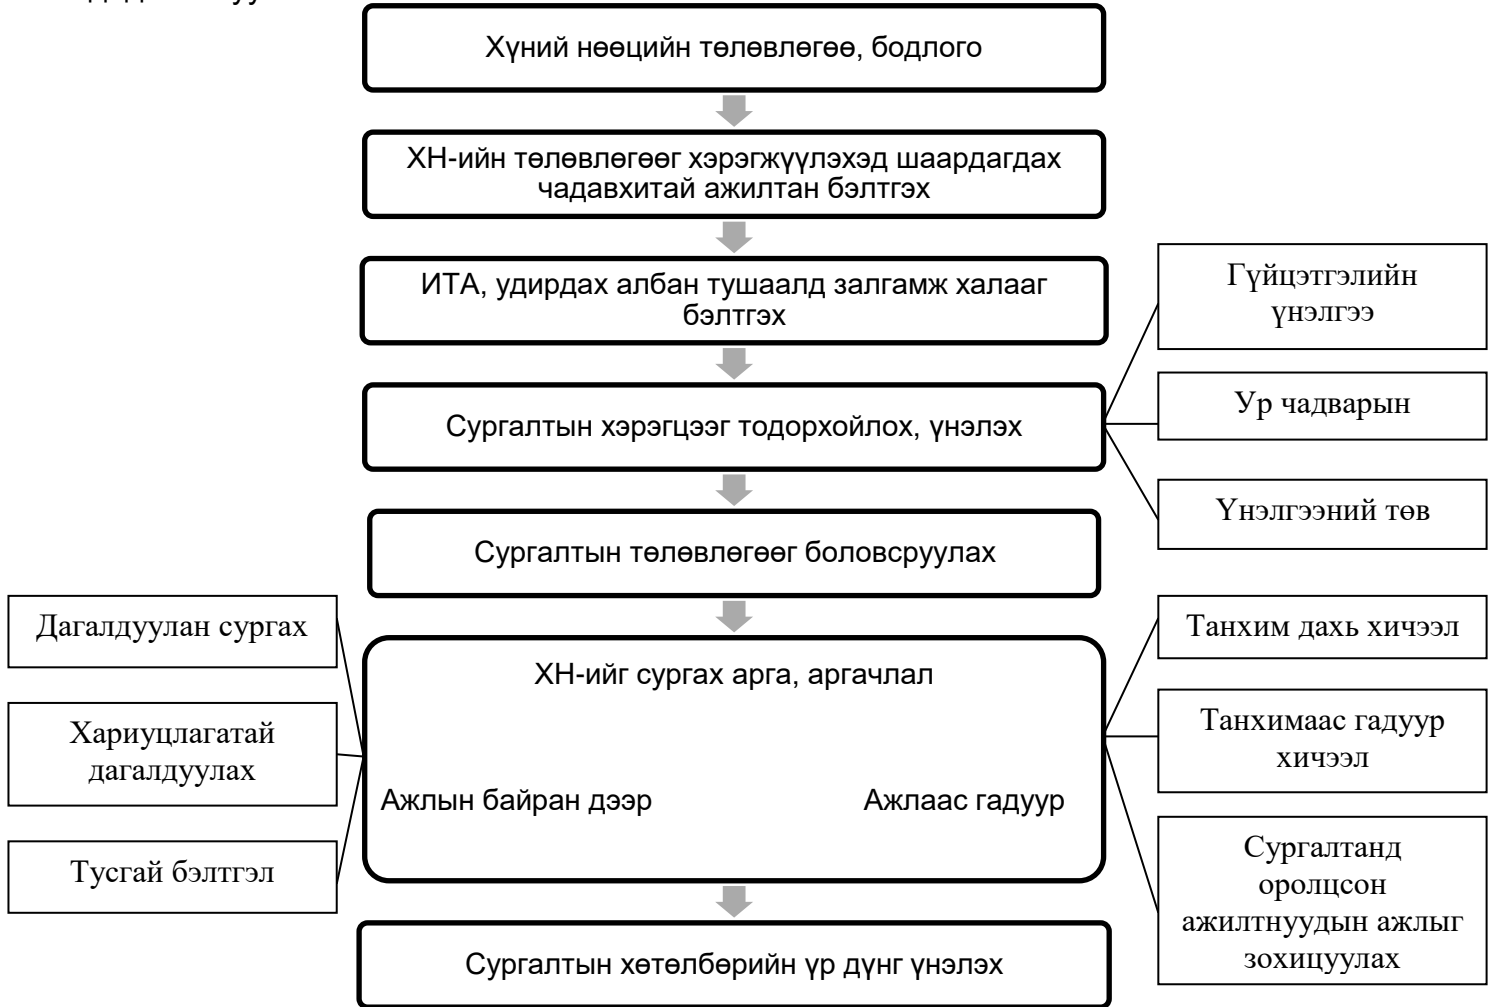 Хүний нөөцийн төлөвлөгөө, бодлого
ХН-ийн төлөвлөгөөг хэрэгжүүлэхэд шаардагдах
чадавхитай ажилтан бэлтгэх
ИТА, удирдах албан тушаалд залгамж халааг
бэлтгэх
Гүйцэтгэлийн
үнэлгээ
Сургалтын хэрэгцээг тодорхойлох, үнэлэх
Ур чадварын
Үнэлгээний төв
Сургалтын төлөвлөгөөг боловсруулах
Дагалдуулан сургах
Хариуцлагатай
дагалдуулах
Тусгай бэлтгэл
ХН-ийг сургах арга, аргачлал
Ажлын байран дээр
Ажлаас гадуур
Танхим дахь хичээл
Танхимаас гадуур
хичээл
Сургалтанд
оролцсон
ажилтнуудын ажлыг
зохицуулах
Сургалтын хөтөлбөрийн үр дүнг үнэлэх